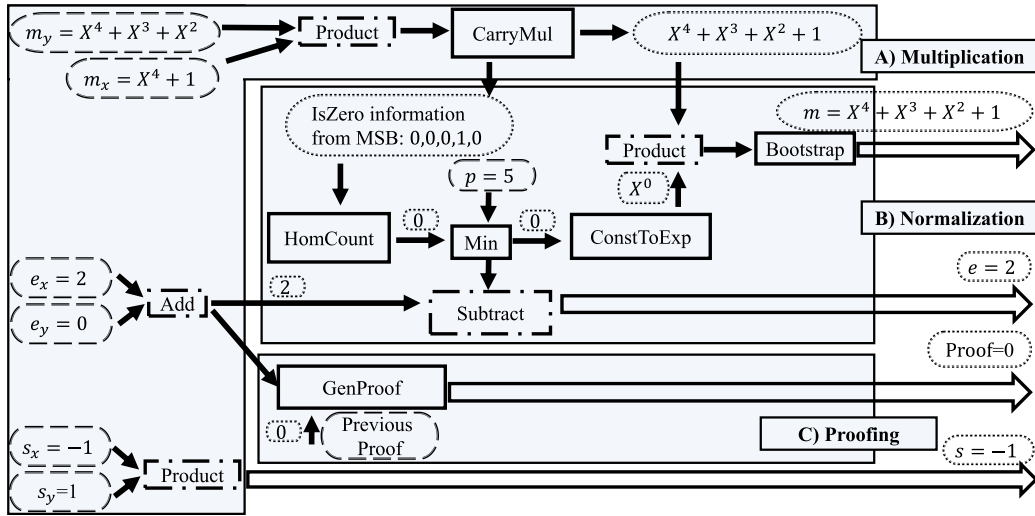 $m_y = X^4 + X^3 + X^2$
Product
CarryMul
$X^4 + X^3 + X^2 + 1$
A) Multiplication
$m_x = X^4 + 1$
IsZero information
from MSB: 0,0,0,1,0
$m = X^4 + X^3 + X^2 + 1$
Product
Bootstrap
$p = 5$
$X^0$
0
0
B) Normalization
HomCount
Min
ConstToExp
$e_x = 2$
$e = 2$
2
Add
$e_y = 0$
Subtract
Proof=0
GenProof
0
Previous
Proof
C) Proofing
$s_x = -1$
$s = -1$
Product
$s_y$=1